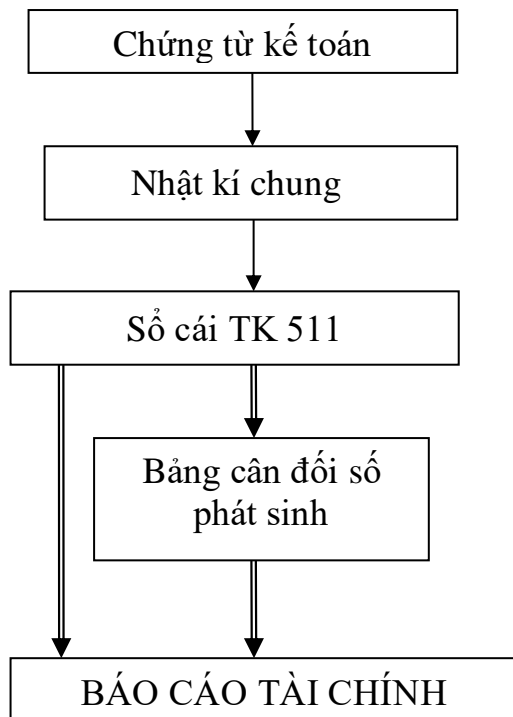 Chứng từ kế toán
Nhật kí chung
Sổ cái TK 511
Bảng cân đối số
phát sinh
BÁO CÁO TÀI CHÍNH